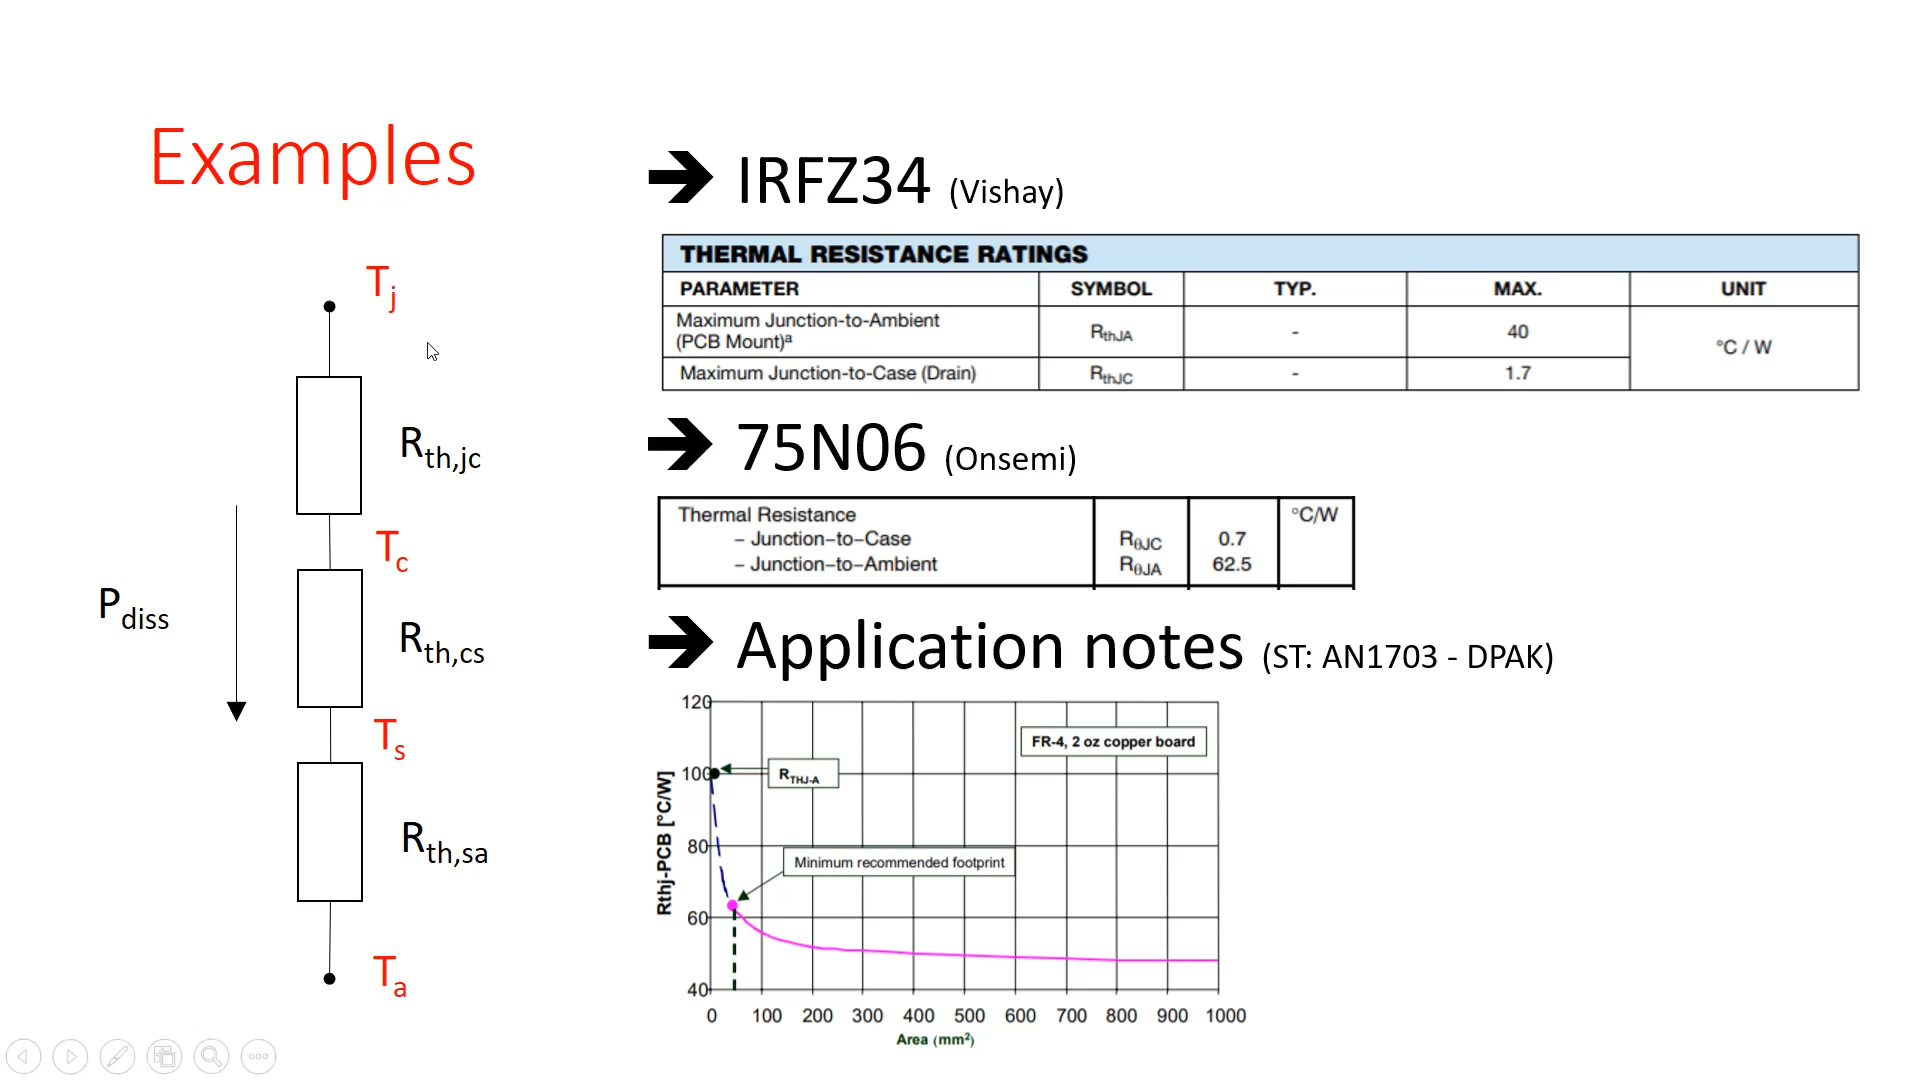 Examples
Tj
Rth,jc
Tc
Pdiss
Rth,cs
Ts
Rth,sa
Ta
➔ IRFZ34 (Vishay)
THERMAL RESISTANCE RATINGS
PARAMETER SYMBOL TYP. MAX. UNIT
Maximum Junction-to-Ambient
(PCB Mount)a RthJA - 40 °C / W
Maximum Junction-to-Case (Drain) RthJC - 1.7
➔ 75N06 (Onsemi)
Thermal Resistance °C/W
– Junction–to–Case RθJC 0.7
– Junction–to–Ambient RθJA 62.5
➔ Application notes (ST: AN1703 - DPAK)
120
FR-4, 2 oz copper board
100
RTHJ-A
80
Minimum recommended footprint
60
40
Rthj-PCB [°C/W]
0 100 200 300 400 500 600 700 800 900 1000
Area (mm²)